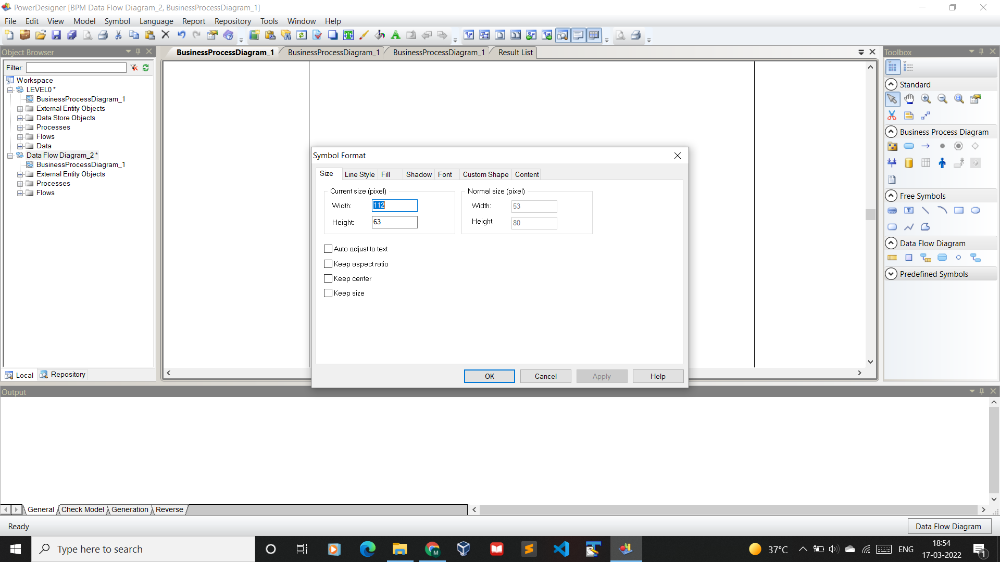 PowerDesigner [BPM Data Flow Diagram_2, BusinessProcessDiagram_1]
File Edit View Model Symbol Language Report Repository Tools Window Help
Object Browser
Filter:
Workspace
LEVEL0 *
BusinessProcessDiagram_1
External Entity Objects
Data Store Objects
Processes
Flows
Data
Data Flow Diagram_2 *
BusinessProcessDiagram_1
External Entity Objects
Processes
Flows
Local Repository
BusinessProcessDiagram_1 BusinessProcessDiagram_1 BusinessProcessDiagram_1 Result List
Symbol Format
Size Line Style Fill Shadow Font Custom Shape Content
Current size (pixel)
Width: 112
Height: 63
Normal size (pixel)
Width: 53
Height: 80
Auto adjust to text
Keep aspect ratio
Keep center
Keep size
OK Cancel Apply Help
Toolbox
Standard
Business Process Diagram
Free Symbols
Data Flow Diagram
Predefined Symbols
Output
General Check Model Generation Reverse
Ready
Data Flow Diagram
Type here to search
M
37°C
ENG
18:54
17-03-2022
1